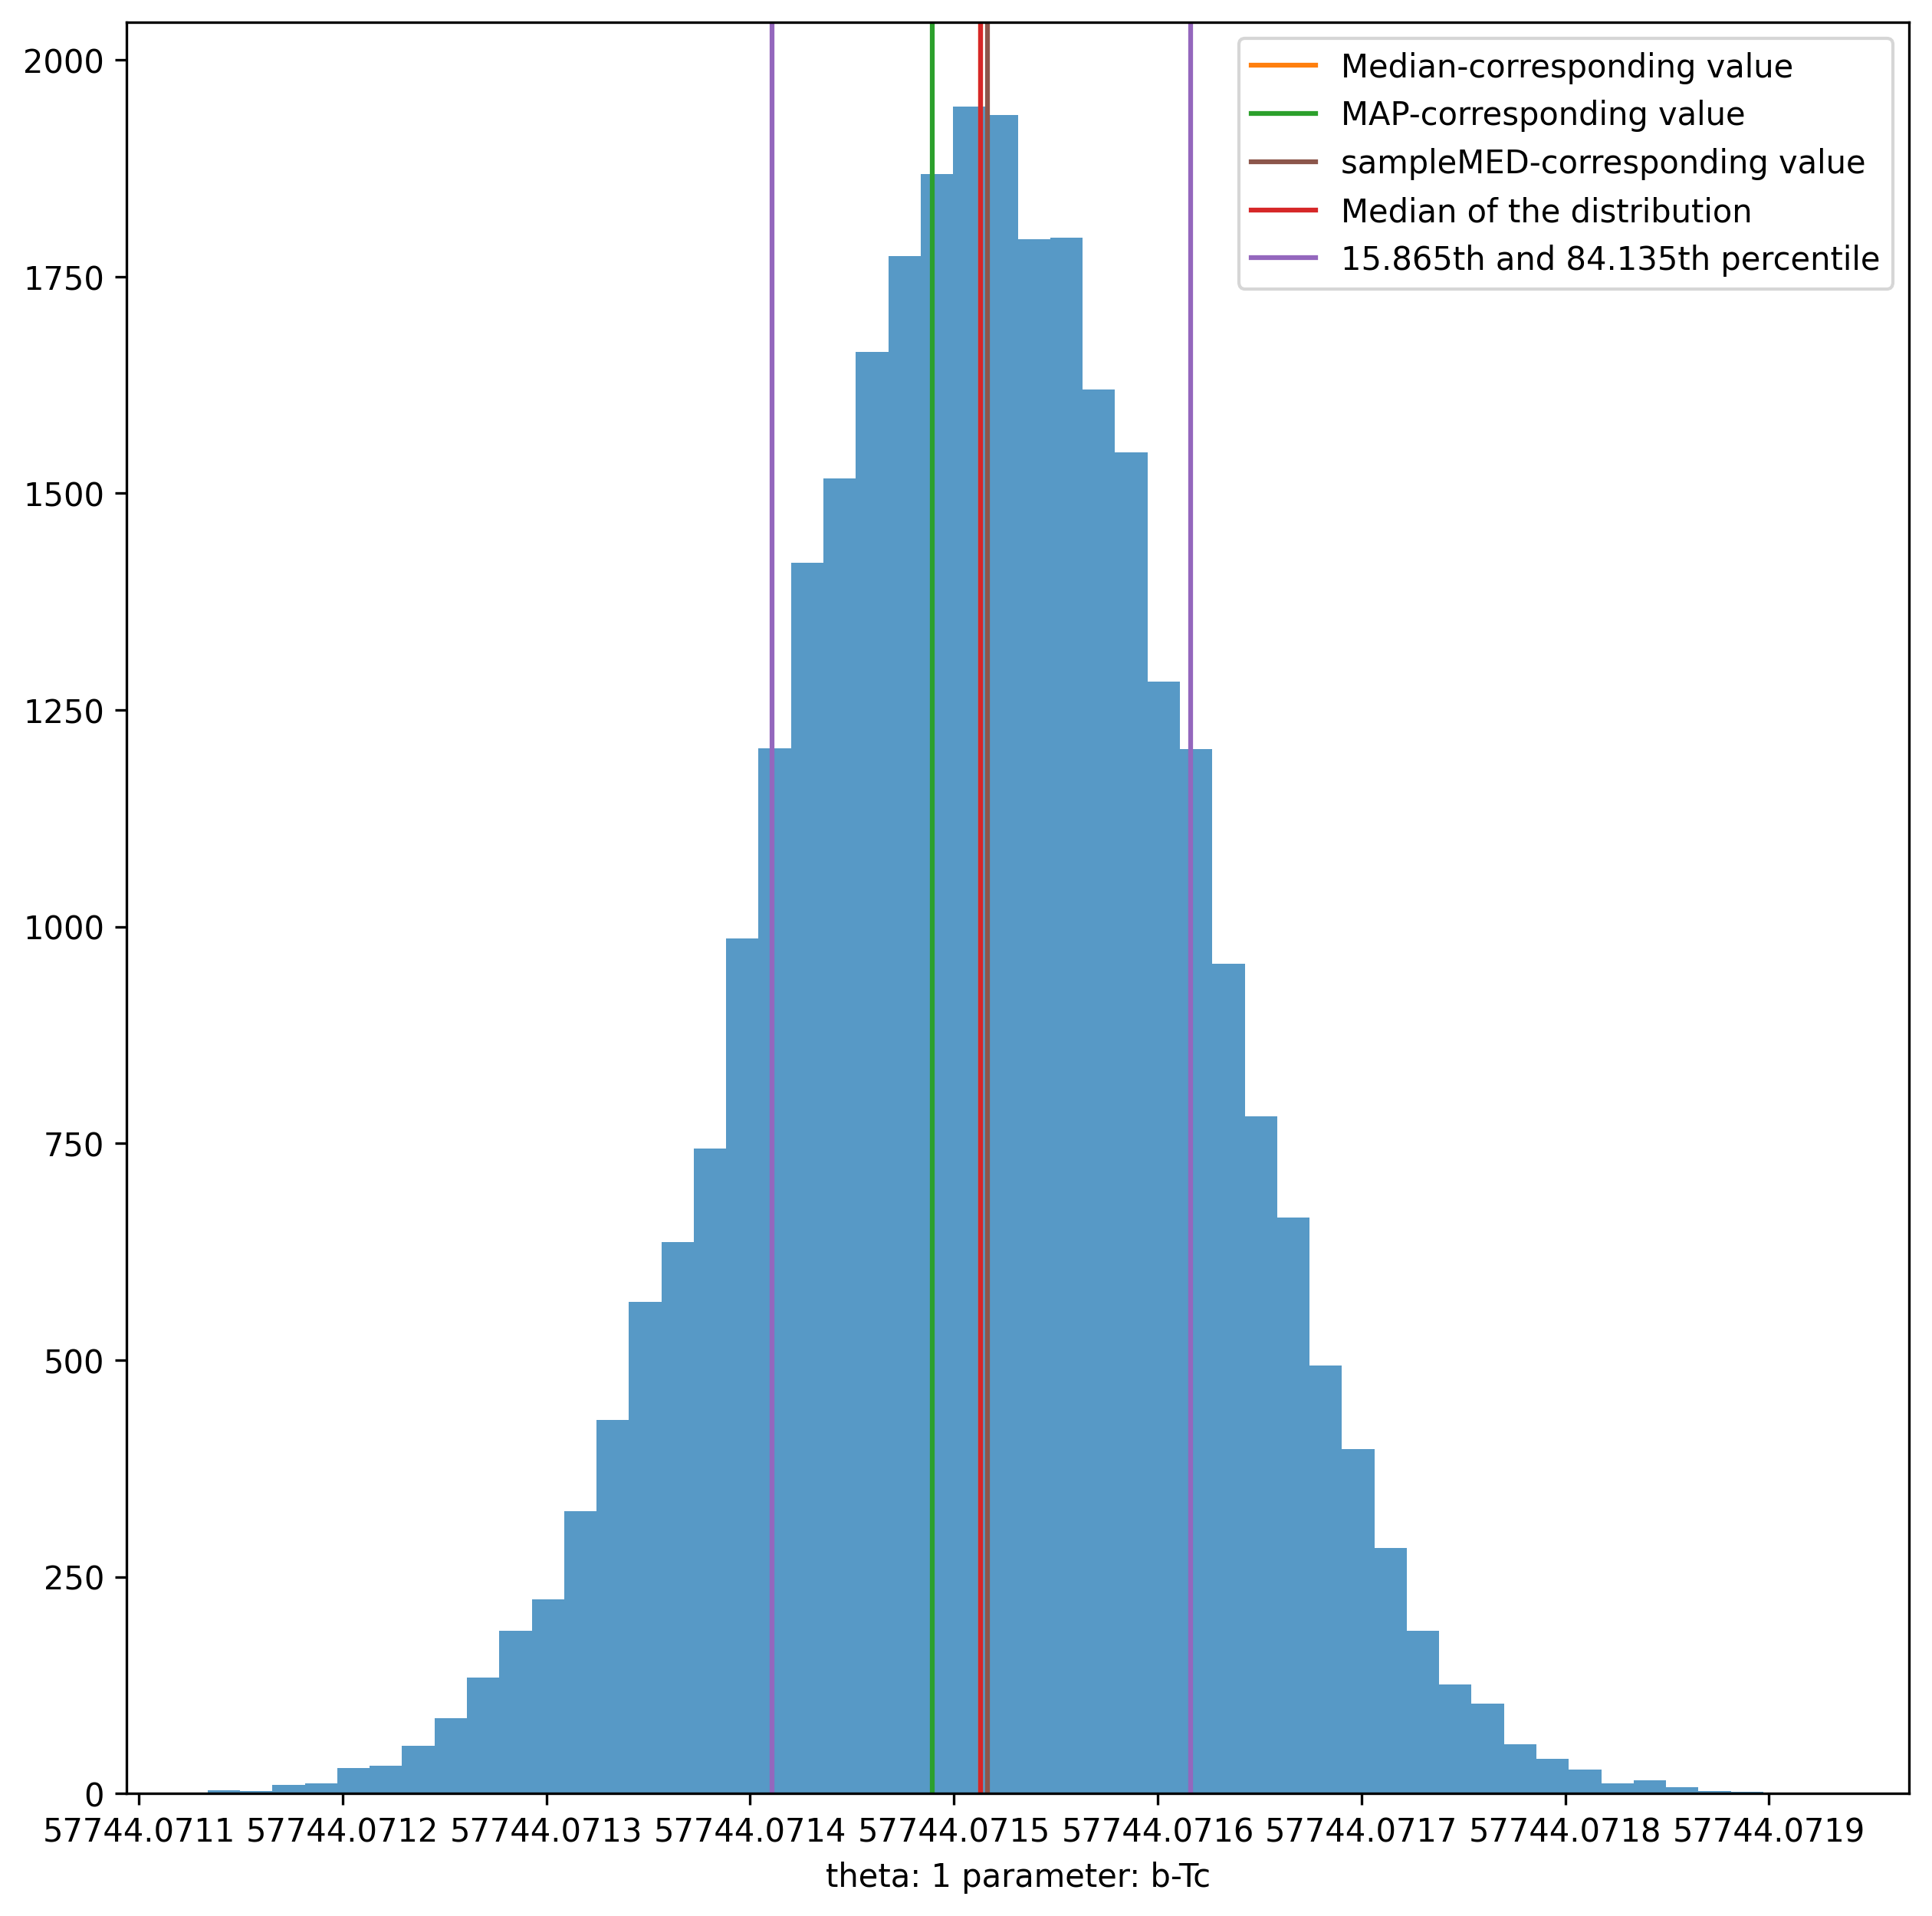 2000
1750
1500
1250
1000
750
500
250
0
Median-corresponding value
MAP-corresponding value
sampleMED-corresponding value
Median of the distribution
15.865th and 84.135th percentile
57744.0711 57744.0712 57744.0713 57744.0714 57744.0715 57744.0716 57744.0717 57744.0718 57744.0719
theta: 1 parameter: b-Tc